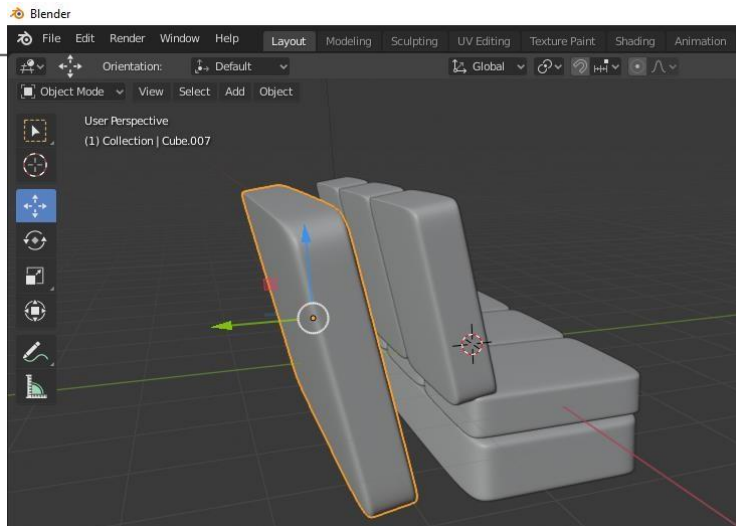 Blender
File Edit Render Window Help Layout Modeling Sculpting UV Editing Texture Paint Shading Animation
Orientation: Default Global
Object Mode View Select Add Object
User Perspective
(1) Collection | Cube.007